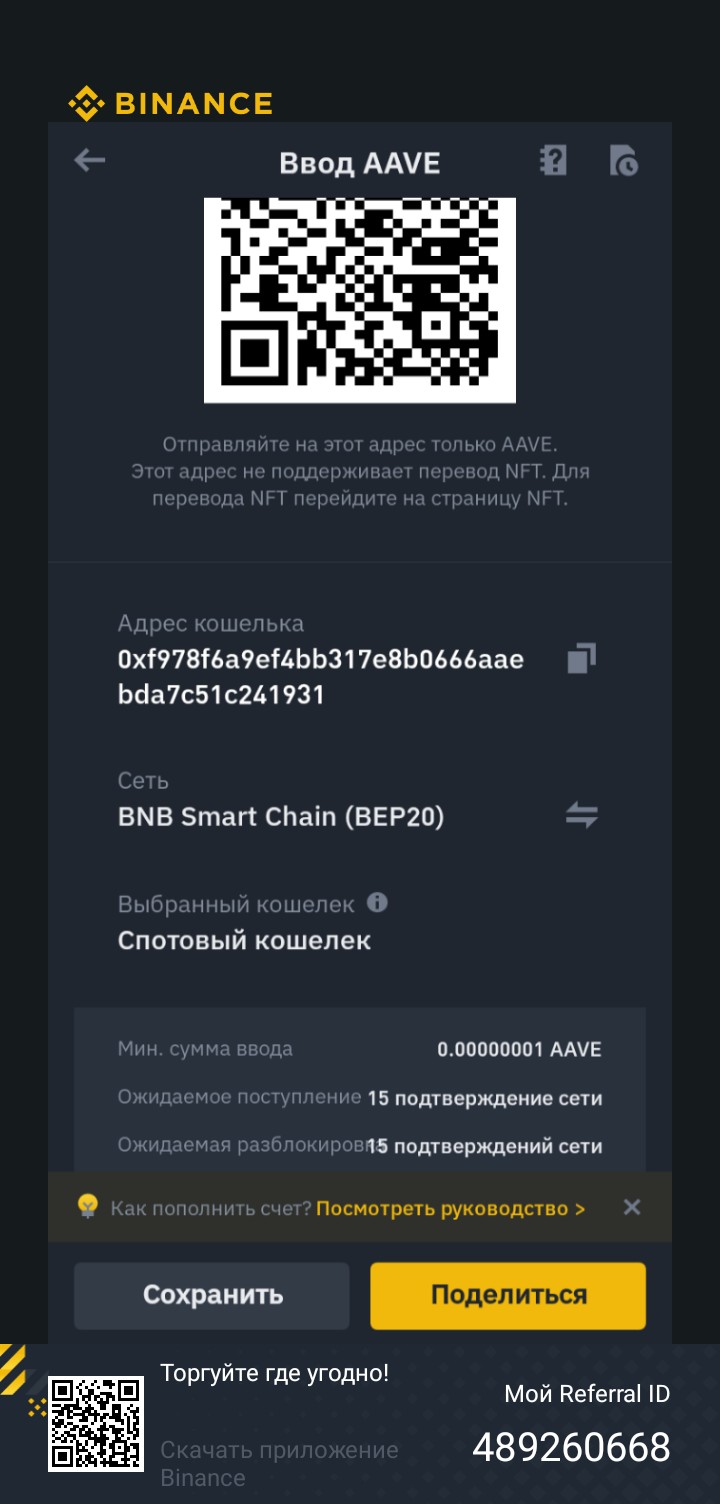 BINANCE
Ввод AAVE
Отправляйте на этот адрес только AAVE.
Этот адрес не поддерживает перевод NFT. Для
перевода NFT перейдите на страницу NFT.
Адрес кошелька
0xf978f6a9ef4bb317e8b0666aae
bda7c51c241931
Сеть
BNB Smart Chain (BEP20)
Выбранный кошелек
Спотовый кошелек
Мин. сумма ввода 0.00000001 AAVE
Ожидаемое поступление 15 подтверждение сети
Ожидаемая 15 подтверждений сети
Как пополнить счет? Посмотреть руководство >
Сохранить Поделиться
Торгуйте где угодно!
Мой Referral ID
489260668
Скачать приложение
Binance